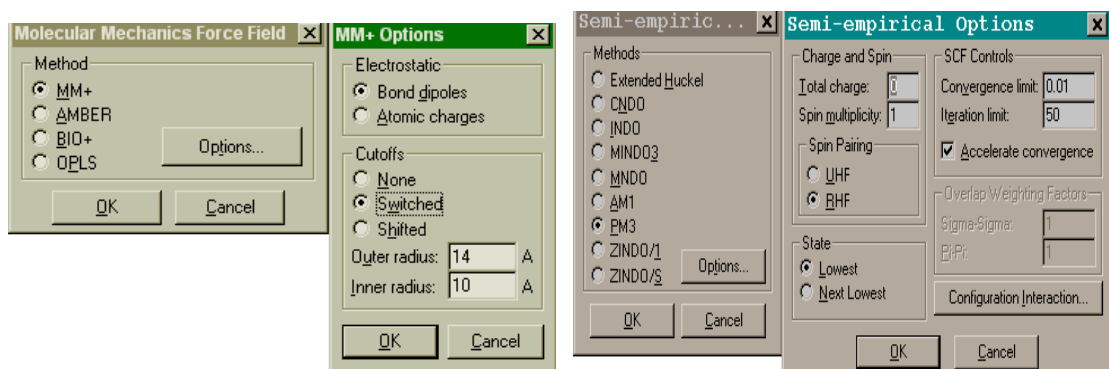 Molecular Mechanics Force Field
Method
MM+
AMBER
BIO+
OPLS
Options...
OK
Cancel
MM+ Options
Electrostatic
Bond dipoles
Atomic charges
Cutoffs
None
Switched
Shifted
Outer radius: 14 A
Inner radius: 10 A
OK
Cancel
Semi-empiric...
Methods
Extended Huckel
CNDO
INDO
MINDO3
MNDO
AM1
PM3
ZINDO/1
ZINDO/S
Options...
OK
Cancel
Semi-empirical Options
Charge and Spin
Total charge: 0
Spin multiplicity: 1
Spin Pairing
UHF
RHF
State
Lowest
Next Lowest
SCF Controls
Convergence limit: 0.01
Iteration limit: 50
Accelerate convergence
Overlap Weighting Factors
Sigma-Sigma: 1
Pi-Pi: 1
Configuration Interaction...
OK
Cancel